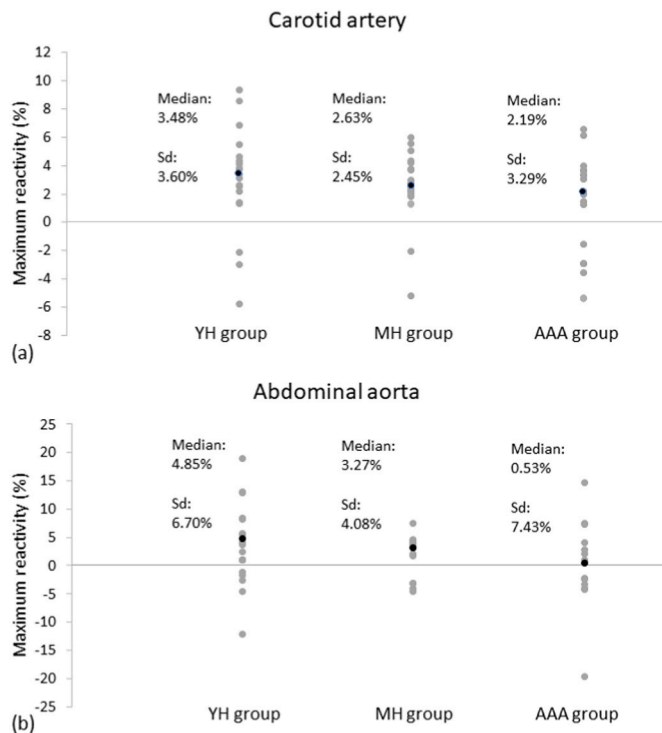 Carotid artery
Maximum reactivity (%)
12
10
8
6
4
2
0
-2
-4
-6
-8
Median:
3.48%
Sd:
3.60%
Median:
2.63%
Sd:
2.45%
Median:
2.19%
Sd:
3.29%
YH group
MH group
AAA group
(a)
Abdominal aorta
Maximum reactivity (%)
25
20
15
10
5
0
-5
-10
-15
-20
-25
Median:
4.85%
Sd:
6.70%
Median:
3.27%
Sd:
4.08%
Median:
0.53%
Sd:
7.43%
YH group
MH group
AAA group
(b)